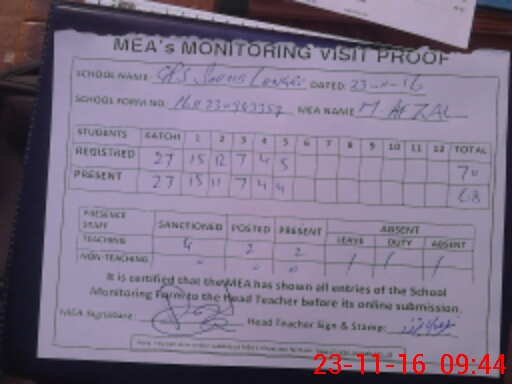 MEA's MONITORING VISIT PROOF
SCHOOL NAME: GPS DATED: 23-11-16
SCHOOL FORM NO: MEA NAME M. AFZAL
STUDENTS KATCHI 1 2 3 4 5 6 7 8 9 10 11 12 TOTAL
REGISTRED 27 15 12 7 4 5 70
PRESENT 27 15 11 7 4 4 68
PRESENCE STAFF SANCTIONED POSTED PRESENT ABSENT
LEAVE DUTY ABSENT
TEACHING 4 2 2 / / /
NON-TEACHING 0 0 0
It is certified that the MEA has shown all entries of the School
Monitoring Form to the Head Teacher before its online submission.
MEA Signature: Head Teacher Sign & Stamp:
23-11-16 09:44